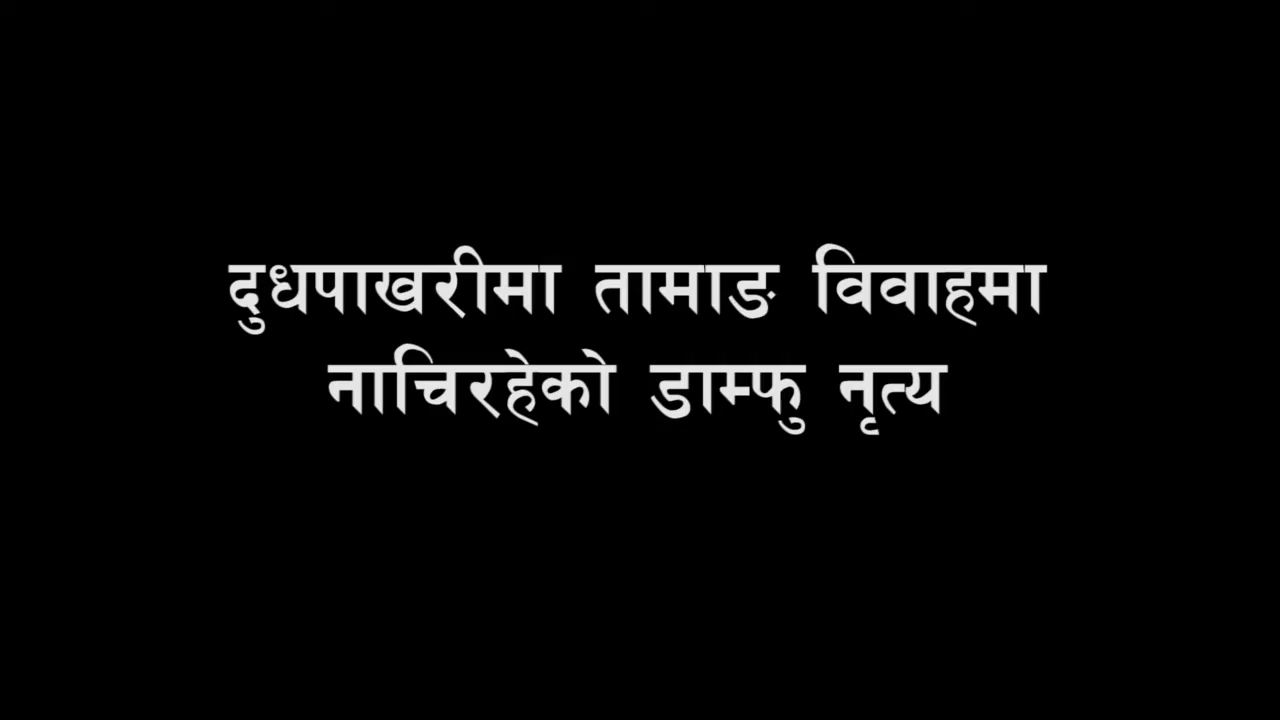 दुधपाखरीमा तामाङ विवाहमा
नाचिरहेको डाम्फु नृत्य